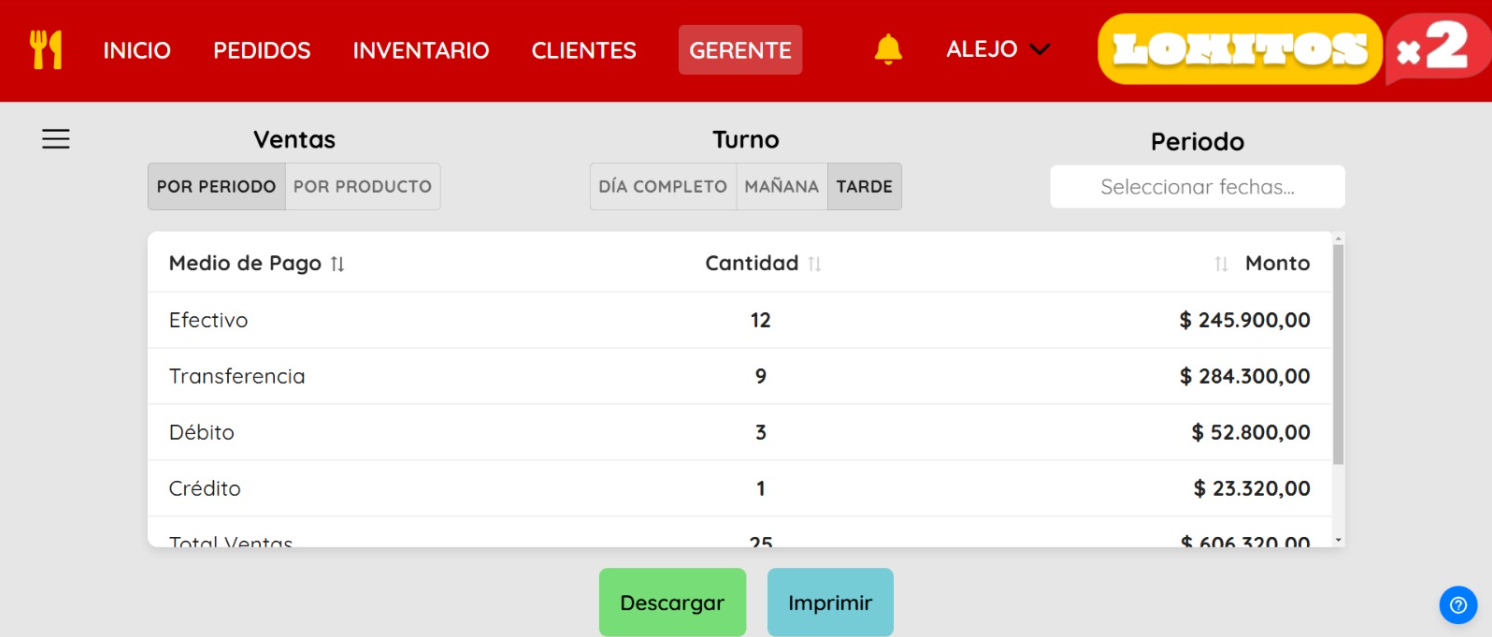 INICIO PEDIDOS INVENTARIO CLIENTES GERENTE ALEJO LOMITOS x2
Ventas Turno Periodo
POR PERIODO POR PRODUCTO DÍA COMPLETO MAÑANA TARDE Seleccionar fechas...
Medio de Pago Cantidad Monto
Efectivo 12 $ 245.900,00
Transferencia 9 $ 284.300,00
Débito 3 $ 52.800,00
Crédito 1 $ 23.320,00
Total Ventas 25 $ 606.320,00
Descargar Imprimir